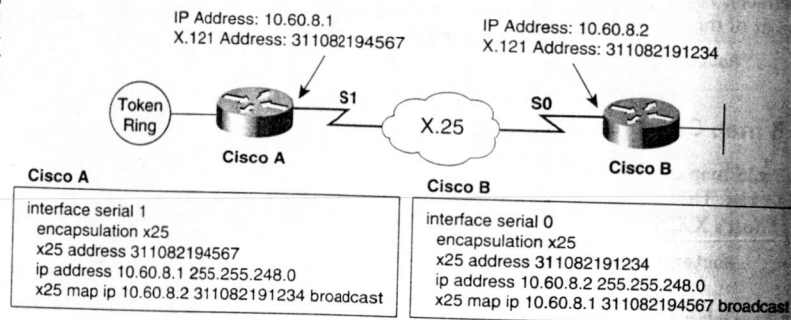 IP Address: 10.60.8.1
X.121 Address: 311082194567
IP Address: 10.60.8.2
X.121 Address: 311082191234
Token
Ring
S1
X.25
S0
Cisco A
Cisco B
Cisco A
interface serial 1
encapsulation x25
x25 address 311082194567
ip address 10.60.8.1 255.255.248.0
x25 map ip 10.60.8.2 311082191234 broadcast
Cisco B
interface serial 0
encapsulation x25
x25 address 311082191234
ip address 10.60.8.2 255.255.248.0
x25 map ip 10.60.8.1 311082194567 broadcast